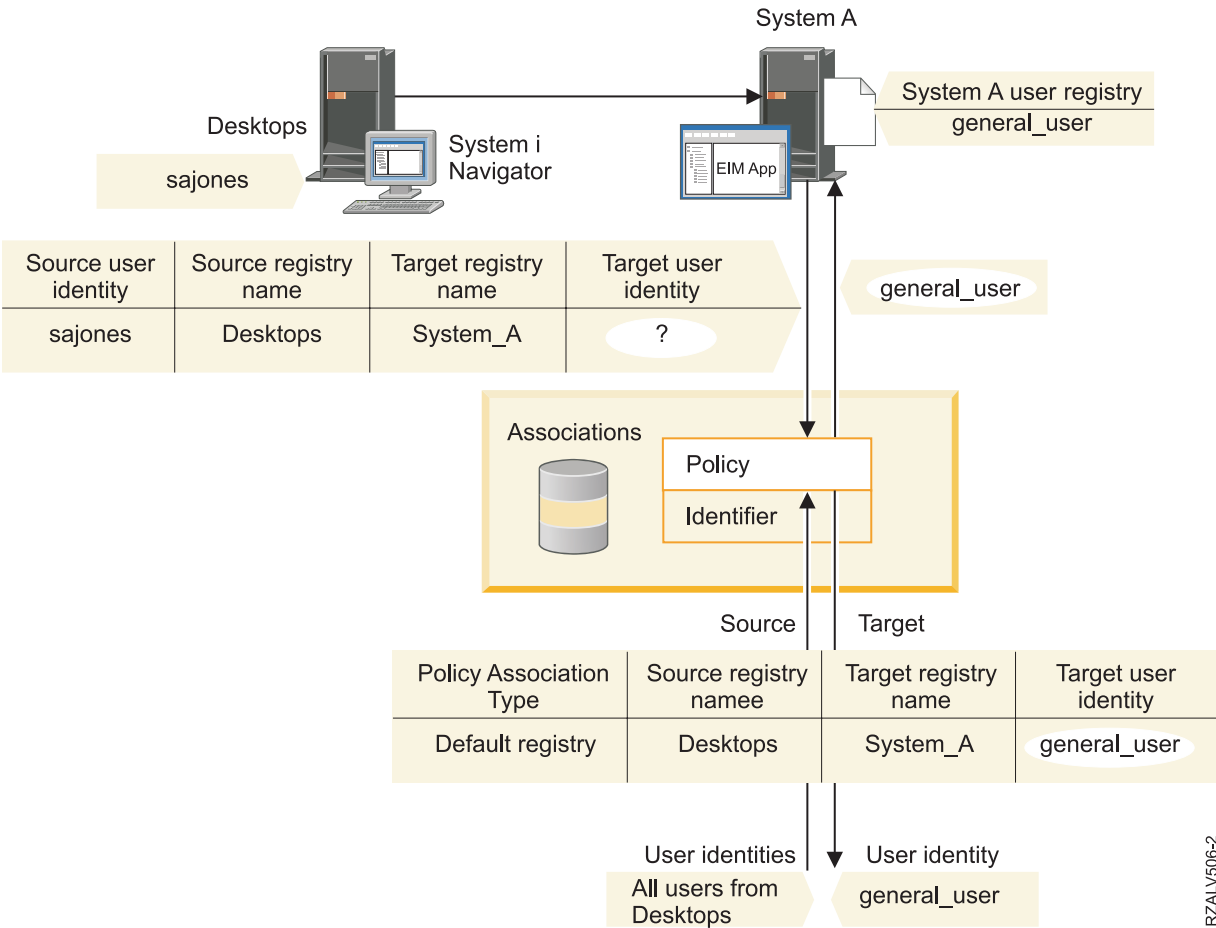 System A
System A user registry
general_user
Desktops
System i
Navigator
EIM App
sajones
Source user
identity
Source registry
name
Target registry
name
Target user
identity
sajones
Desktops
System_A
?
general_user
Associations
Policy
Identifier
Source
Target
Policy Association
Type
Source registry
namee
Target registry
name
Target user
identity
Default registry
Desktops
System_A
general_user
User identities
User identity
All users from
Desktops
general_user
RZALV506-2